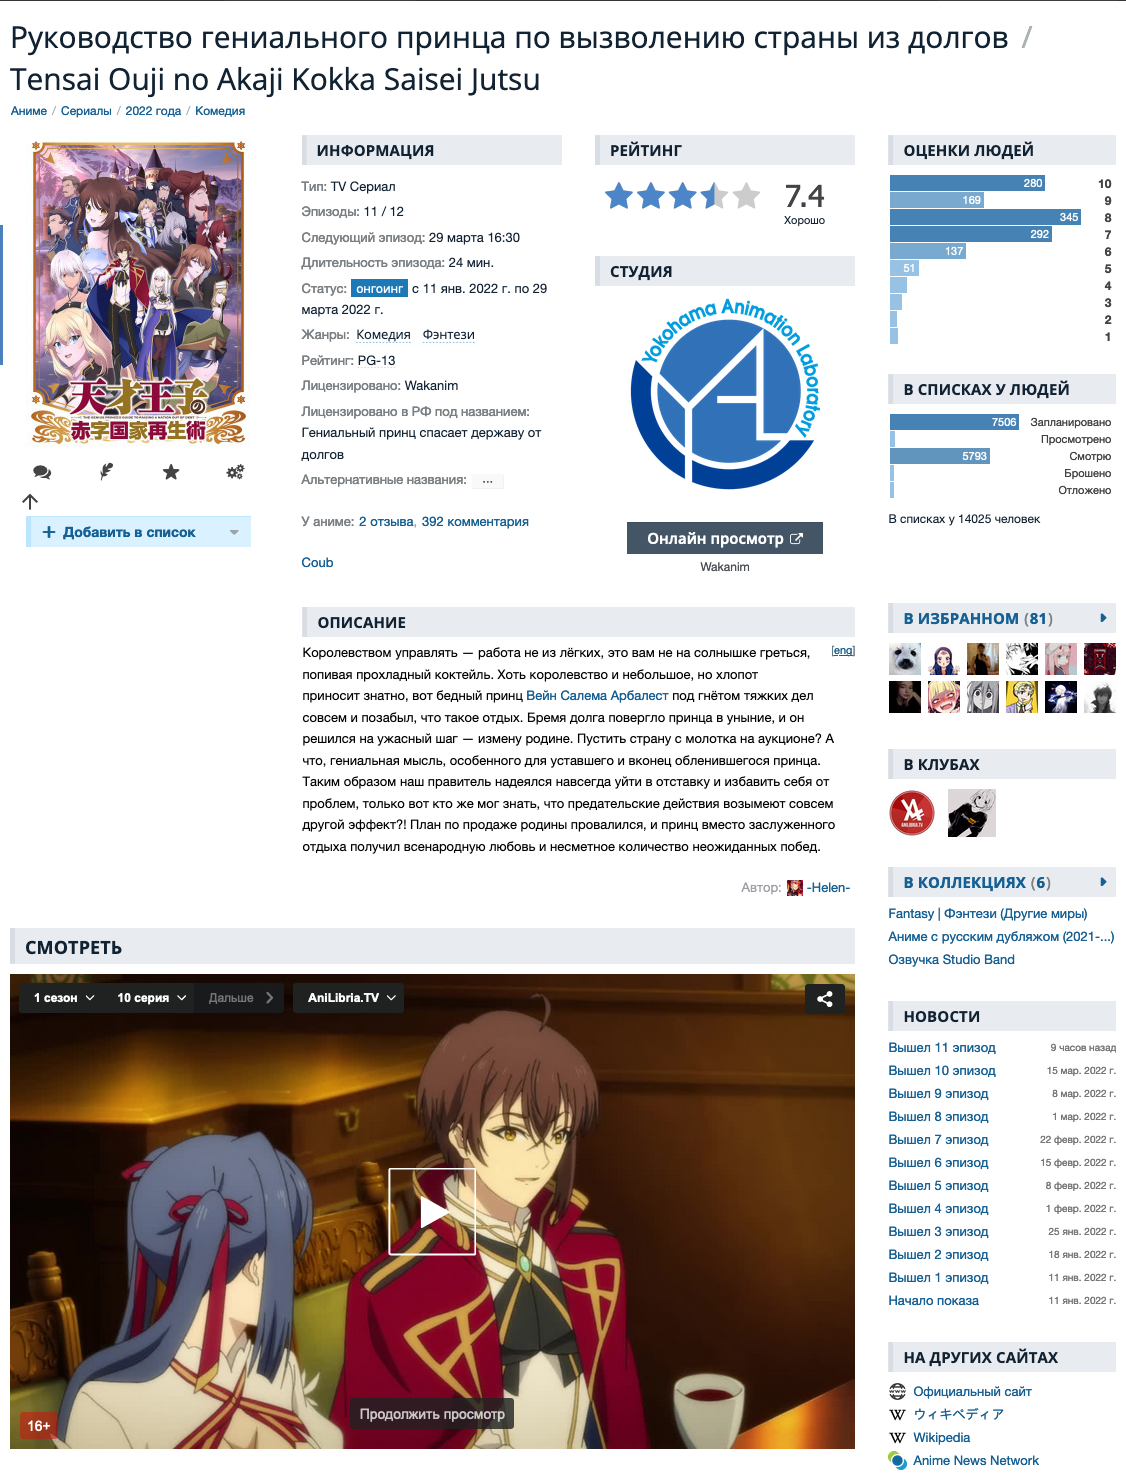 Руководство гениального принца по вызволению страны из долгов /
Tensai Ouji no Akaji Kokka Saisei Jutsu
Аниме / Сериалы / 2022 года / Комедия
天才王子の
赤字国家再生術
Добавить в список
ИНФОРМАЦИЯ
Тип: TV Сериал
Эпизоды: 11 / 12
Следующий эпизод: 29 марта 16:30
Длительность эпизода: 24 мин.
Статус: онгоинг с 11 янв. 2022 г. по 29
марта 2022 г.
Жанры: Комедия Фэнтези
Рейтинг: PG-13
Лицензировано: Wakanim
Лицензировано в РФ под названием:
Гениальный принц спасает державу от
долгов
Альтернативные названия: ...
У аниме: 2 отзыва, 392 комментария
Coub
РЕЙТИНГ
7.4
Хорошо
СТУДИЯ
Yokohama Animation Laboratory
Онлайн просмотр
Wakanim
ОЦЕНКИ ЛЮДЕЙ
280 10
169 9
345 8
292 7
137 6
51 5
4
3
2
1
В СПИСКАХ У ЛЮДЕЙ
7506 Запланировано
Просмотрено
5793 Смотрю
Брошено
Отложено
В списках у 14025 человек
ОПИСАНИЕ
[eng]
Королевством управлять — работа не из лёгких, это вам не на солнышке греться,
попивая прохладный коктейль. Хоть королевство и небольшое, но хлопот
приносит знатно, вот бедный принц Вейн Салема Арбалест под гнётом тяжких дел
совсем и позабыл, что такое отдых. Бремя долга повергло принца в уныние, и он
решился на ужасный шаг — измену родине. Пустить страну с молотка на аукционе? А
что, гениальная мысль, особенного для уставшего и вконец обленившегося принца.
Таким образом наш правитель надеялся навсегда уйти в отставку и избавить себя от
проблем, только вот кто же мог знать, что предательские действия возымеют совсем
другой эффект?! План по продаже родины провалился, и принц вместо заслуженного
отдыха получил всенародную любовь и несметное количество неожиданных побед.
Автор: -Helen-
В ИЗБРАННОМ (81)
В КЛУБАХ
ANILIBRIA.TV
В КОЛЛЕКЦИЯХ (6)
Fantasy | Фэнтези (Другие миры)
Аниме с русским дубляжом (2021-...)
Озвучка Studio Band
СМОТРЕТЬ
1 сезон 10 серия Дальше AniLibria.TV
Продолжить просмотр
16+
НОВОСТИ
Вышел 11 эпизод 9 часов назад
Вышел 10 эпизод 15 мар. 2022 г.
Вышел 9 эпизод 8 мар. 2022 г.
Вышел 8 эпизод 1 мар. 2022 г.
Вышел 7 эпизод 22 февр. 2022 г.
Вышел 6 эпизод 15 февр. 2022 г.
Вышел 5 эпизод 8 февр. 2022 г.
Вышел 4 эпизод 1 февр. 2022 г.
Вышел 3 эпизод 25 янв. 2022 г.
Вышел 2 эпизод 18 янв. 2022 г.
Вышел 1 эпизод 11 янв. 2022 г.
Начало показа 11 янв. 2022 г.
НА ДРУГИХ САЙТАХ
Официальный сайт
ウィキペディア
Wikipedia
Anime News Network